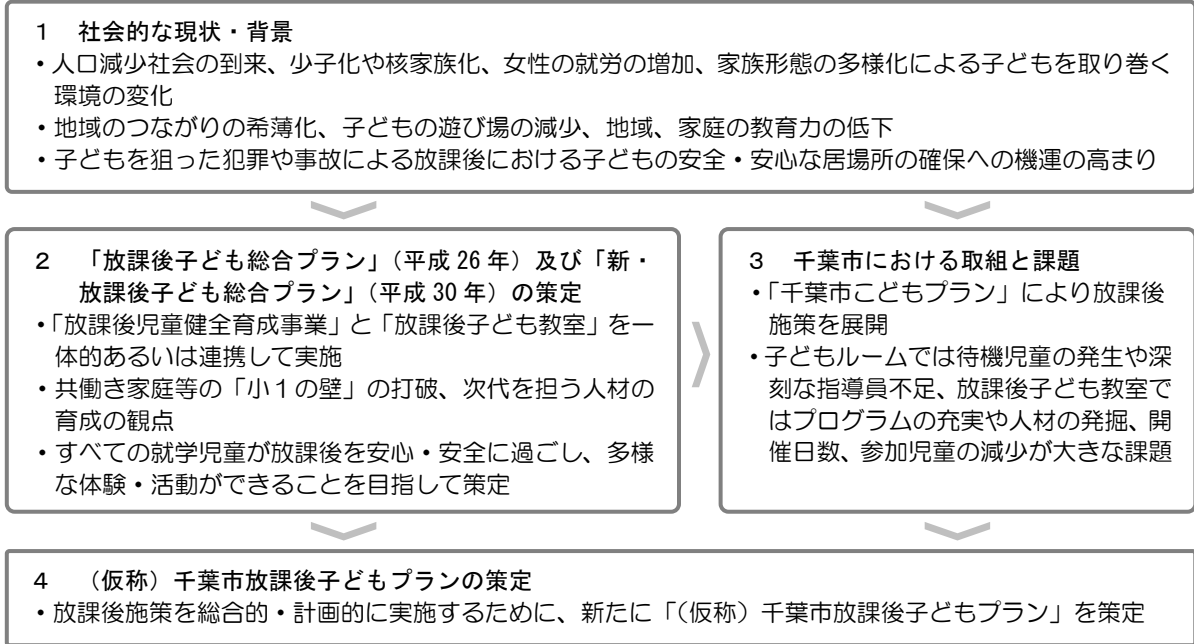 １　社会的な現状・背景
・人口減少社会の到来、少子化や核家族化、女性の就労の増加、家族形態の多様化による子どもを取り巻く
環境の変化
・地域のつながりの希薄化、子どもの遊び場の減少、地域、家庭の教育力の低下
・子どもを狙った犯罪や事故による放課後における子どもの安全・安心な居場所の確保への機運の高まり
２　「放課後子ども総合プラン」（平成 26 年）及び「新・
放課後子ども総合プラン」（平成 30 年）の策定
・「放課後児童健全育成事業」と「放課後子ども教室」を一
体的あるいは連携して実施
・共働き家庭等の「小１の壁」の打破、次代を担う人材の
育成の観点
・すべての就学児童が放課後を安心・安全に過ごし、多様
な体験・活動ができることを目指して策定
３　千葉市における取組と課題
・「千葉市こどもプラン」により放課後
施策を展開
・子どもルームでは待機児童の発生や深
刻な指導員不足、放課後子ども教室で
はプログラムの充実や人材の発掘、開
催日数、参加児童の減少が大きな課題
４　（仮称）千葉市放課後子どもプランの策定
・放課後施策を総合的・計画的に実施するために、新たに「（仮称）千葉市放課後子どもプラン」を策定